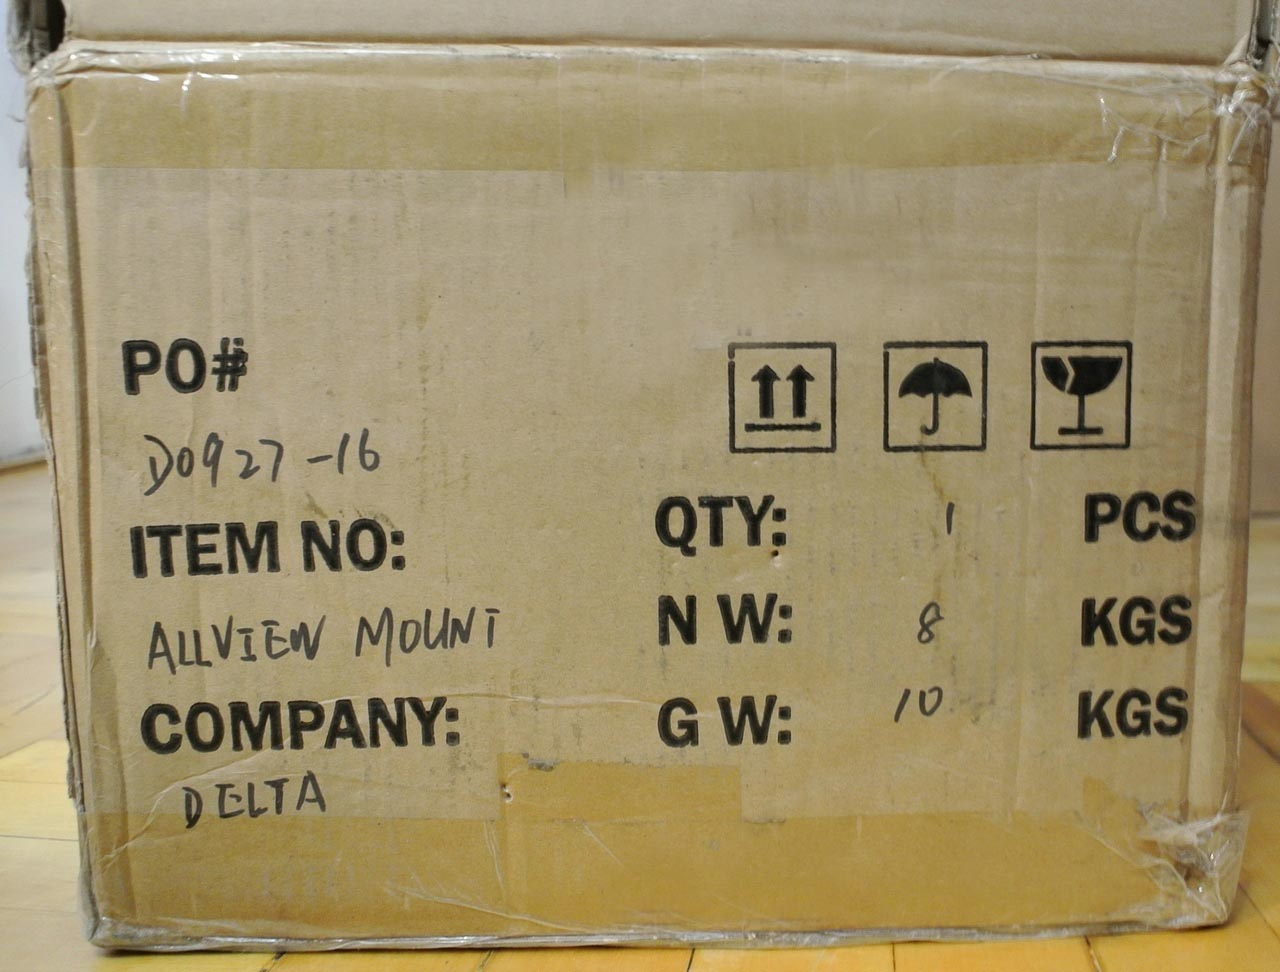 PO#
D0927-16
ITEM NO:
ALLVIEW MOUNT
COMPANY:
DELTA
QTY: 1 PCS
N W: 8 KGS
G W: 10 KGS